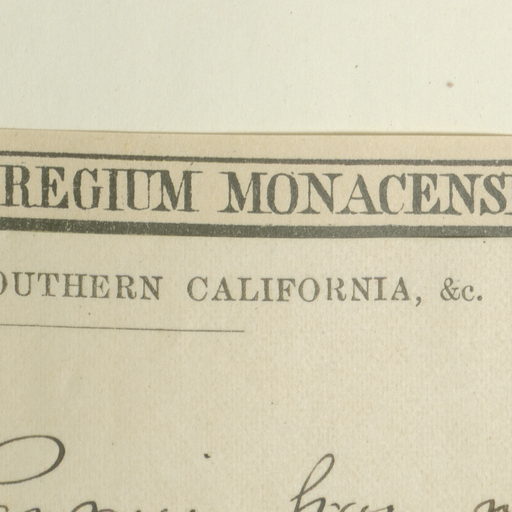 REGIUM MONACENS
OUTHERN CALIFORNIA, &c.